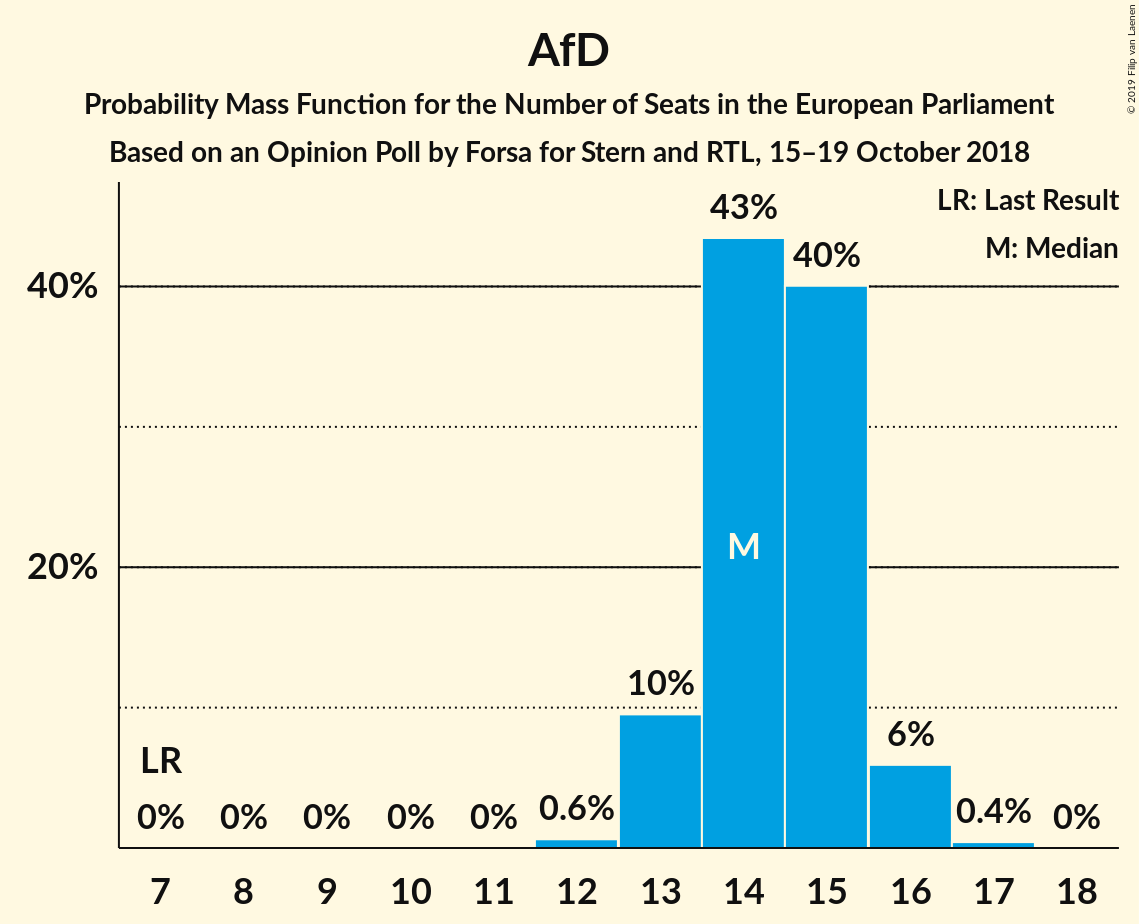 AfD
Probability Mass Function for the Number of Seats in the European Parliament
Based on an Opinion Poll by Forsa for Stern and RTL, 15–19 October 2018
© 2019 Filip van Laenen
LR: Last Result
M: Median
43%
40%
40%
M
20%
10%
6%
LR
0% 0% 0% 0% 0% 0.6% 0.4% 0%
7 8 9 10 11 12 13 14 15 16 17 18